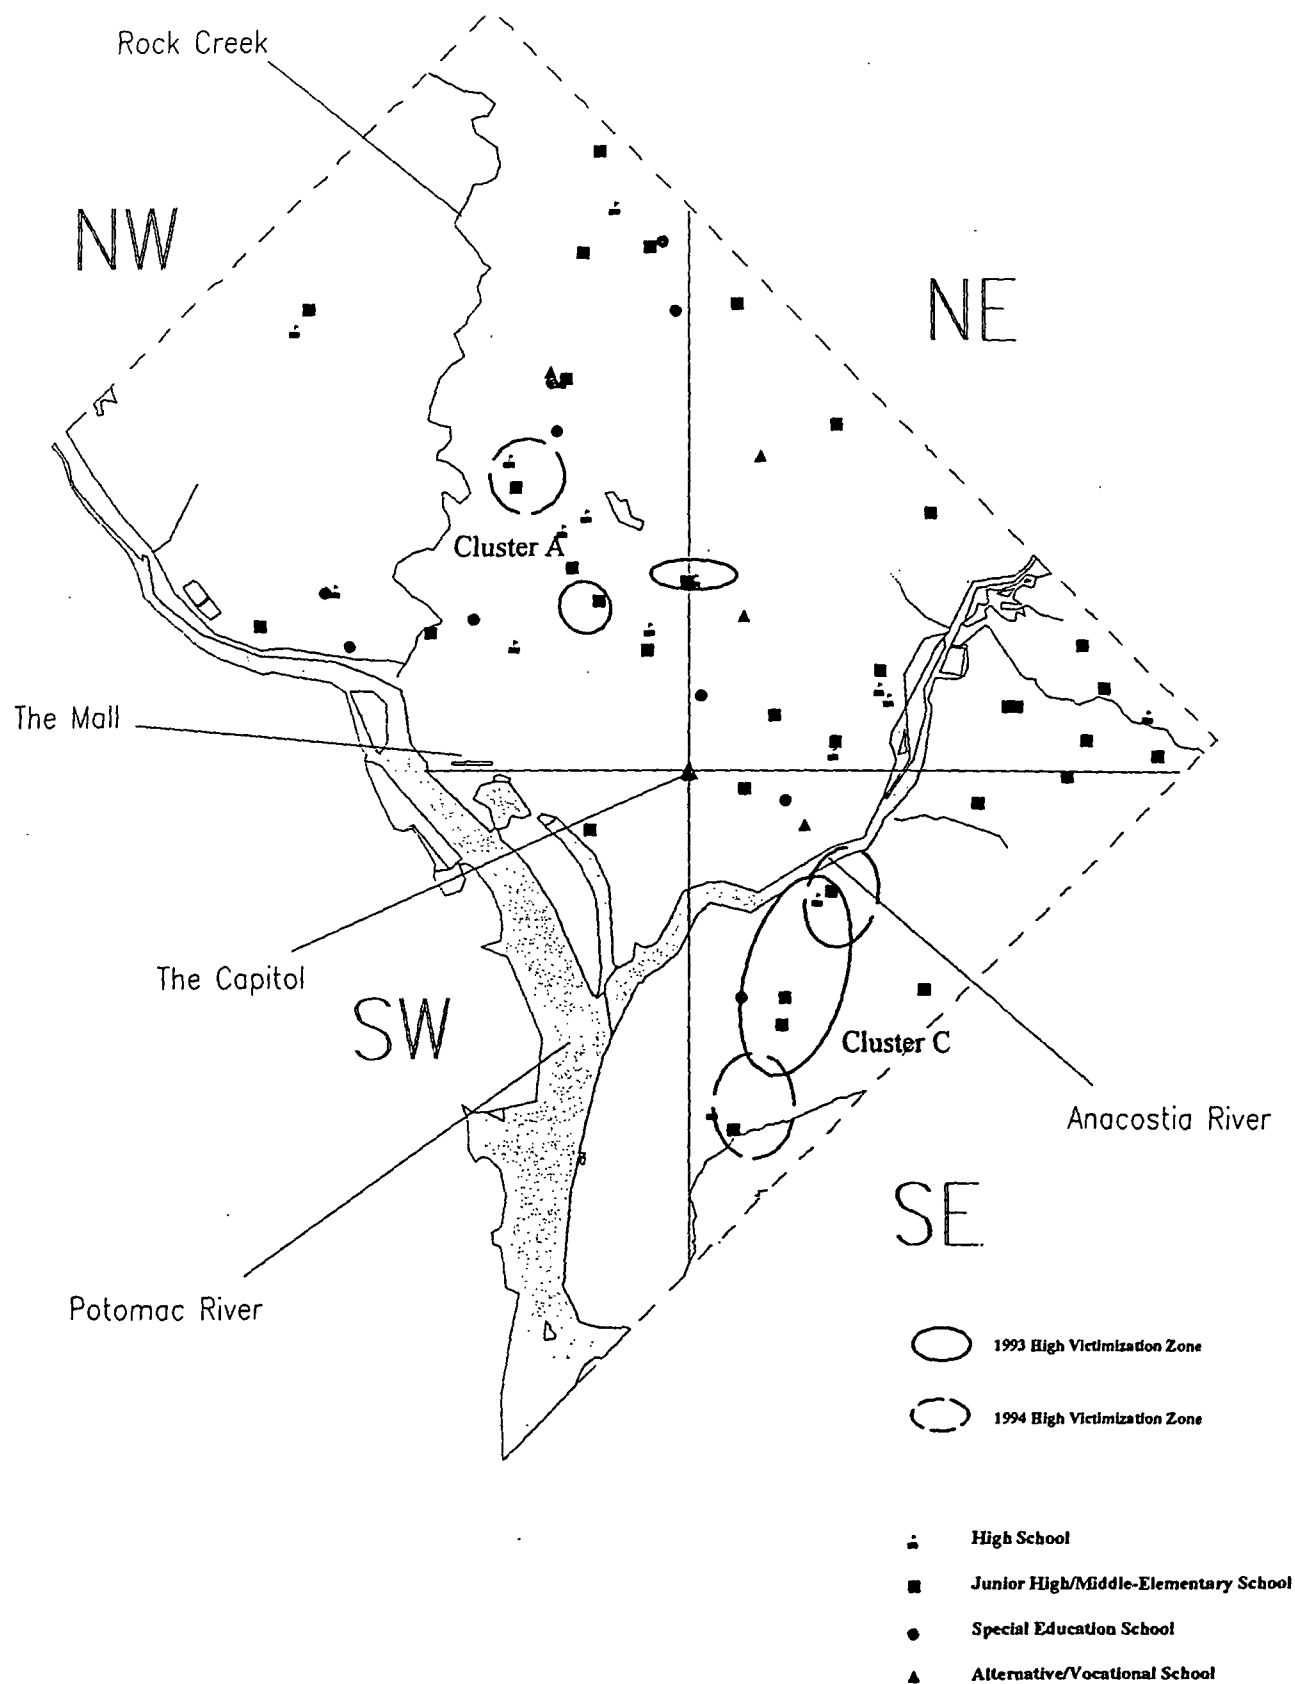 Rock Creek
NW
NE
Cluster A
The Mall
The Capitol
SW
Cluster C
Anacostia River
SE
Potomac River
1993 High Victimization Zone
1994 High Victimization Zone
High School
Junior High/Middle-Elementary School
Special Education School
Alternative/Vocational School